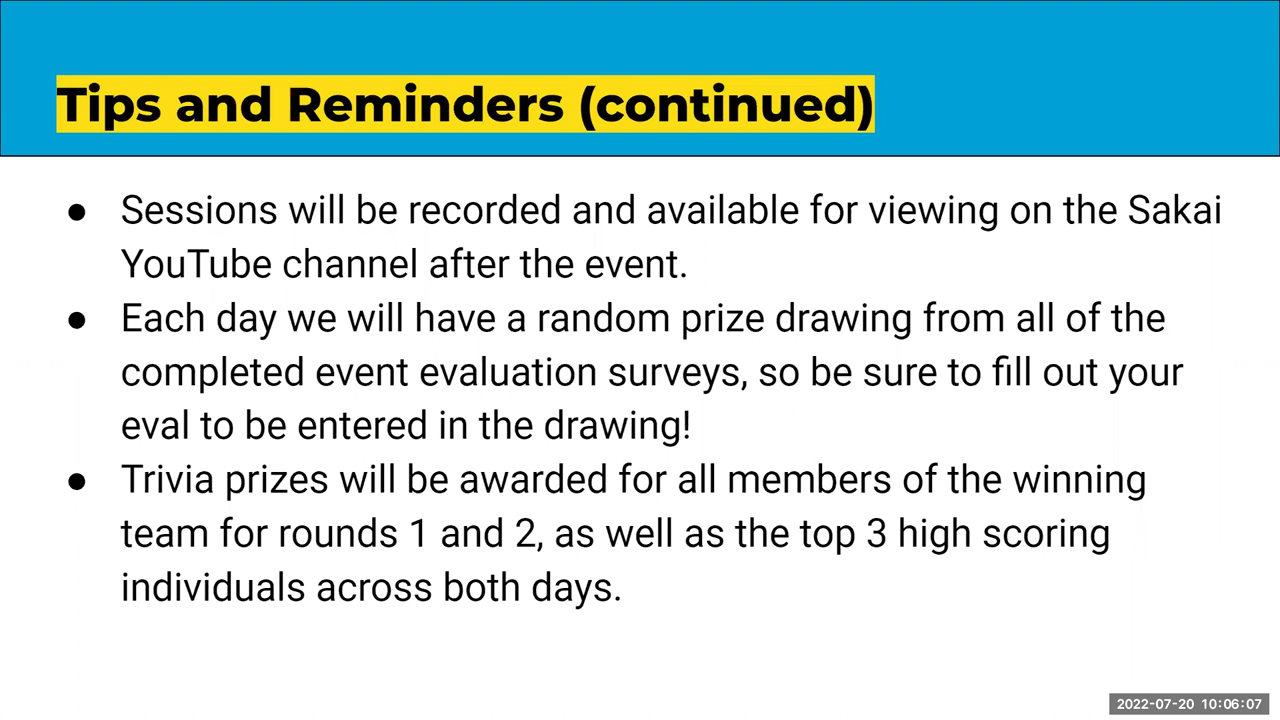 Tips and Reminders (continued)
● Sessions will be recorded and available for viewing on the Sakai
YouTube channel after the event.
● Each day we will have a random prize drawing from all of the
completed event evaluation surveys, so be sure to fill out your
eval to be entered in the drawing!
● Trivia prizes will be awarded for all members of the winning
team for rounds 1 and 2, as well as the top 3 high scoring
individuals across both days.
2022-07-20 10:06:07